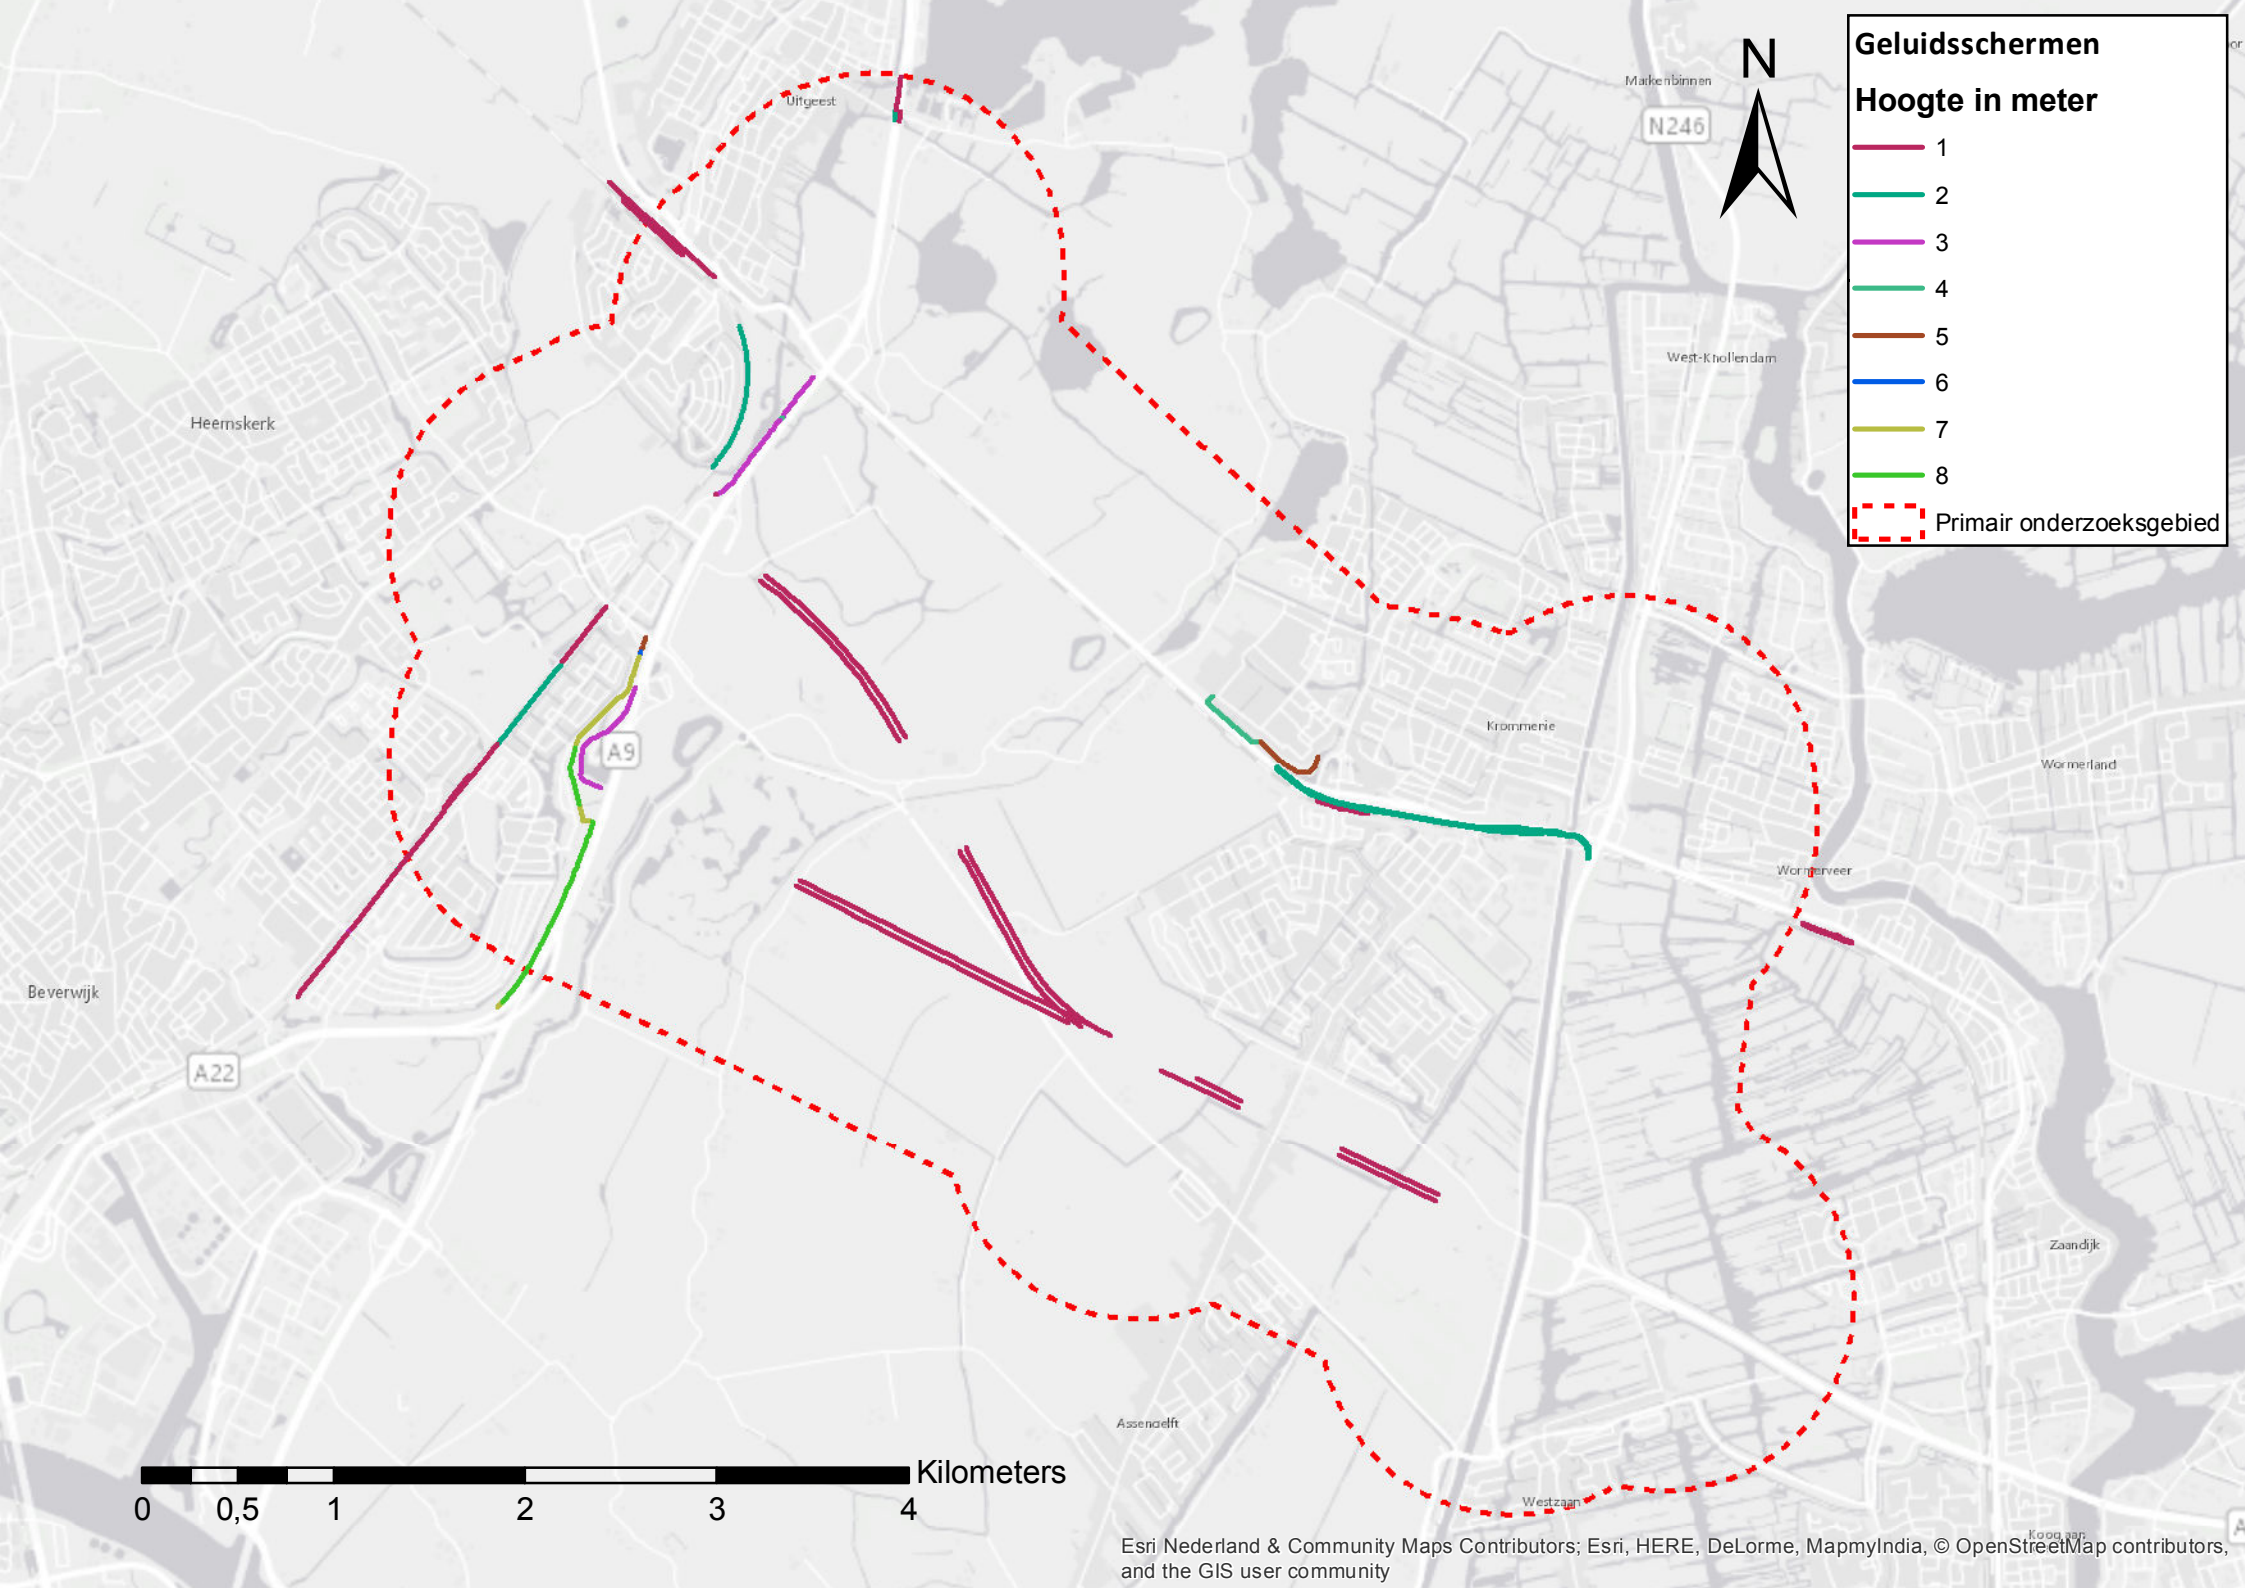 Geluidsschermen
Hoogte in meter
1
2
3
4
5
6
7
8
Primair onderzoeksgebied
N
Markenbinnen
N246
Uitgeest
West-Knollendam
Heemskerk
Krommenie
A9
Wormerland
Wormerveer
Beverwijk
A22
Zaandijk
Assendelft
Westzaan
Koog aan
A
Kilometers
0 0,5 1 2 3 4
Esri Nederland & Community Maps Contributors; Esri, HERE, DeLorme, MapmyIndia, © OpenStreetMap contributors,
and the GIS user community